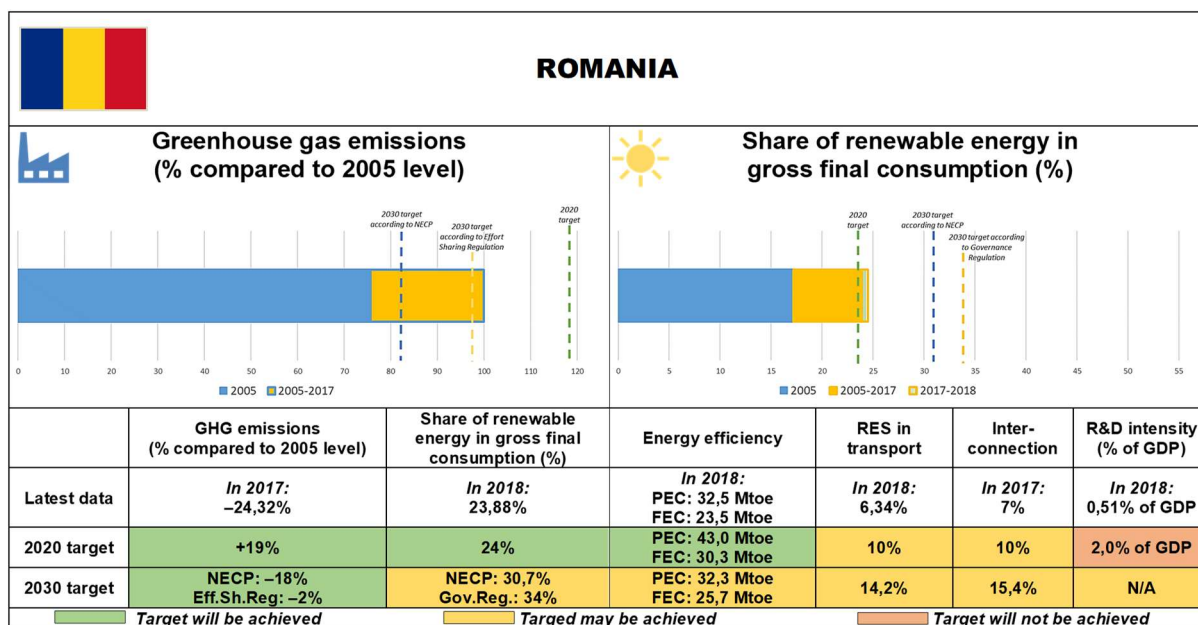 ROMANIA
Greenhouse gas emissions
(% compared to 2005 level)
2030 target
according to NECP
2030 target
according to Effort
Sharing Regulation
2020
target
0 10 20 30 40 50 60 70 80 90 100 110 120
2005 2005-2017
Share of renewable energy in
gross final consumption (%)
2020
target
2030 target
according to NECP
2030 target according
to Governance
Regulation
0 5 10 15 20 25 30 35 40 45 50 55
2005 2005-2017 2017-2018
GHG emissions
(% compared to 2005 level)
Share of renewable
energy in gross final
consumption (%)
Energy efficiency
RES in
transport
Inter-
connection
R&D intensity
(% of GDP)
Latest data
In 2017:
–24,32%
In 2018:
23,88%
In 2018:
PEC: 32,5 Mtoe
FEC: 23,5 Mtoe
In 2018:
6,34%
In 2017:
7%
In 2018:
0,51% of GDP
2020 target
+19%
24%
PEC: 43,0 Mtoe
FEC: 30,3 Mtoe
10%
10%
2,0% of GDP
2030 target
NECP: –18%
Eff.Sh.Reg: –2%
NECP: 30,7%
Gov.Reg.: 34%
PEC: 32,3 Mtoe
FEC: 25,7 Mtoe
14,2%
15,4%
N/A
Target will be achieved
Targed may be achieved
Target will not be achieved